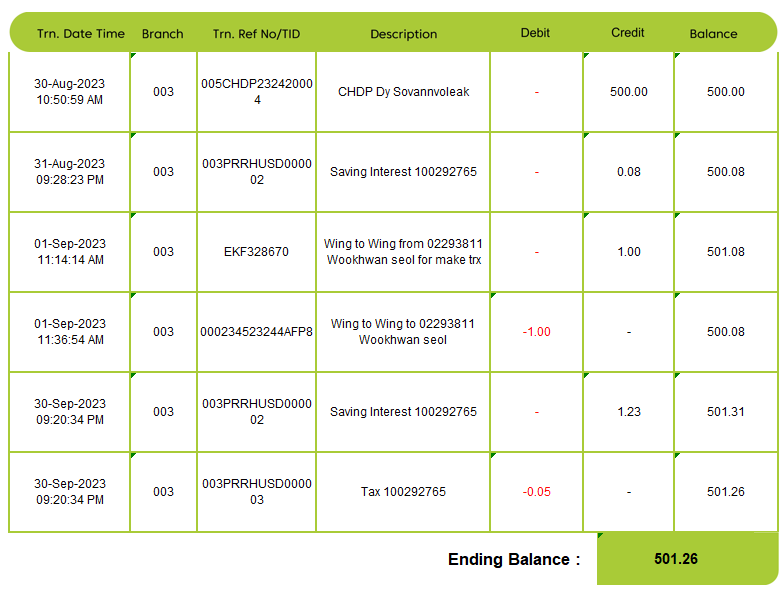 Trn. Date Time Branch Trn. Ref No/TID Description Debit Credit Balance
30-Aug-2023
10:50:59 AM
003
005CHDP23242000
4
CHDP Dy Sovannvoleak
-
500.00
500.00
31-Aug-2023
09:28:23 PM
003
003PRRHUSD0000
02
Saving Interest 100292765
-
0.08
500.08
01-Sep-2023
11:14:14 AM
003
EKF328670
Wing to Wing from 02293811
Wookhwan seol for make trx
-
1.00
501.08
01-Sep-2023
11:36:54 AM
003
000234523244AFP8
Wing to Wing to 02293811
Wookhwan seol
-1.00
-
500.08
30-Sep-2023
09:20:34 PM
003
003PRRHUSD0000
02
Saving Interest 100292765
-
1.23
501.31
30-Sep-2023
09:20:34 PM
003
003PRRHUSD0000
03
Tax 100292765
-0.05
-
501.26
Ending Balance : 501.26